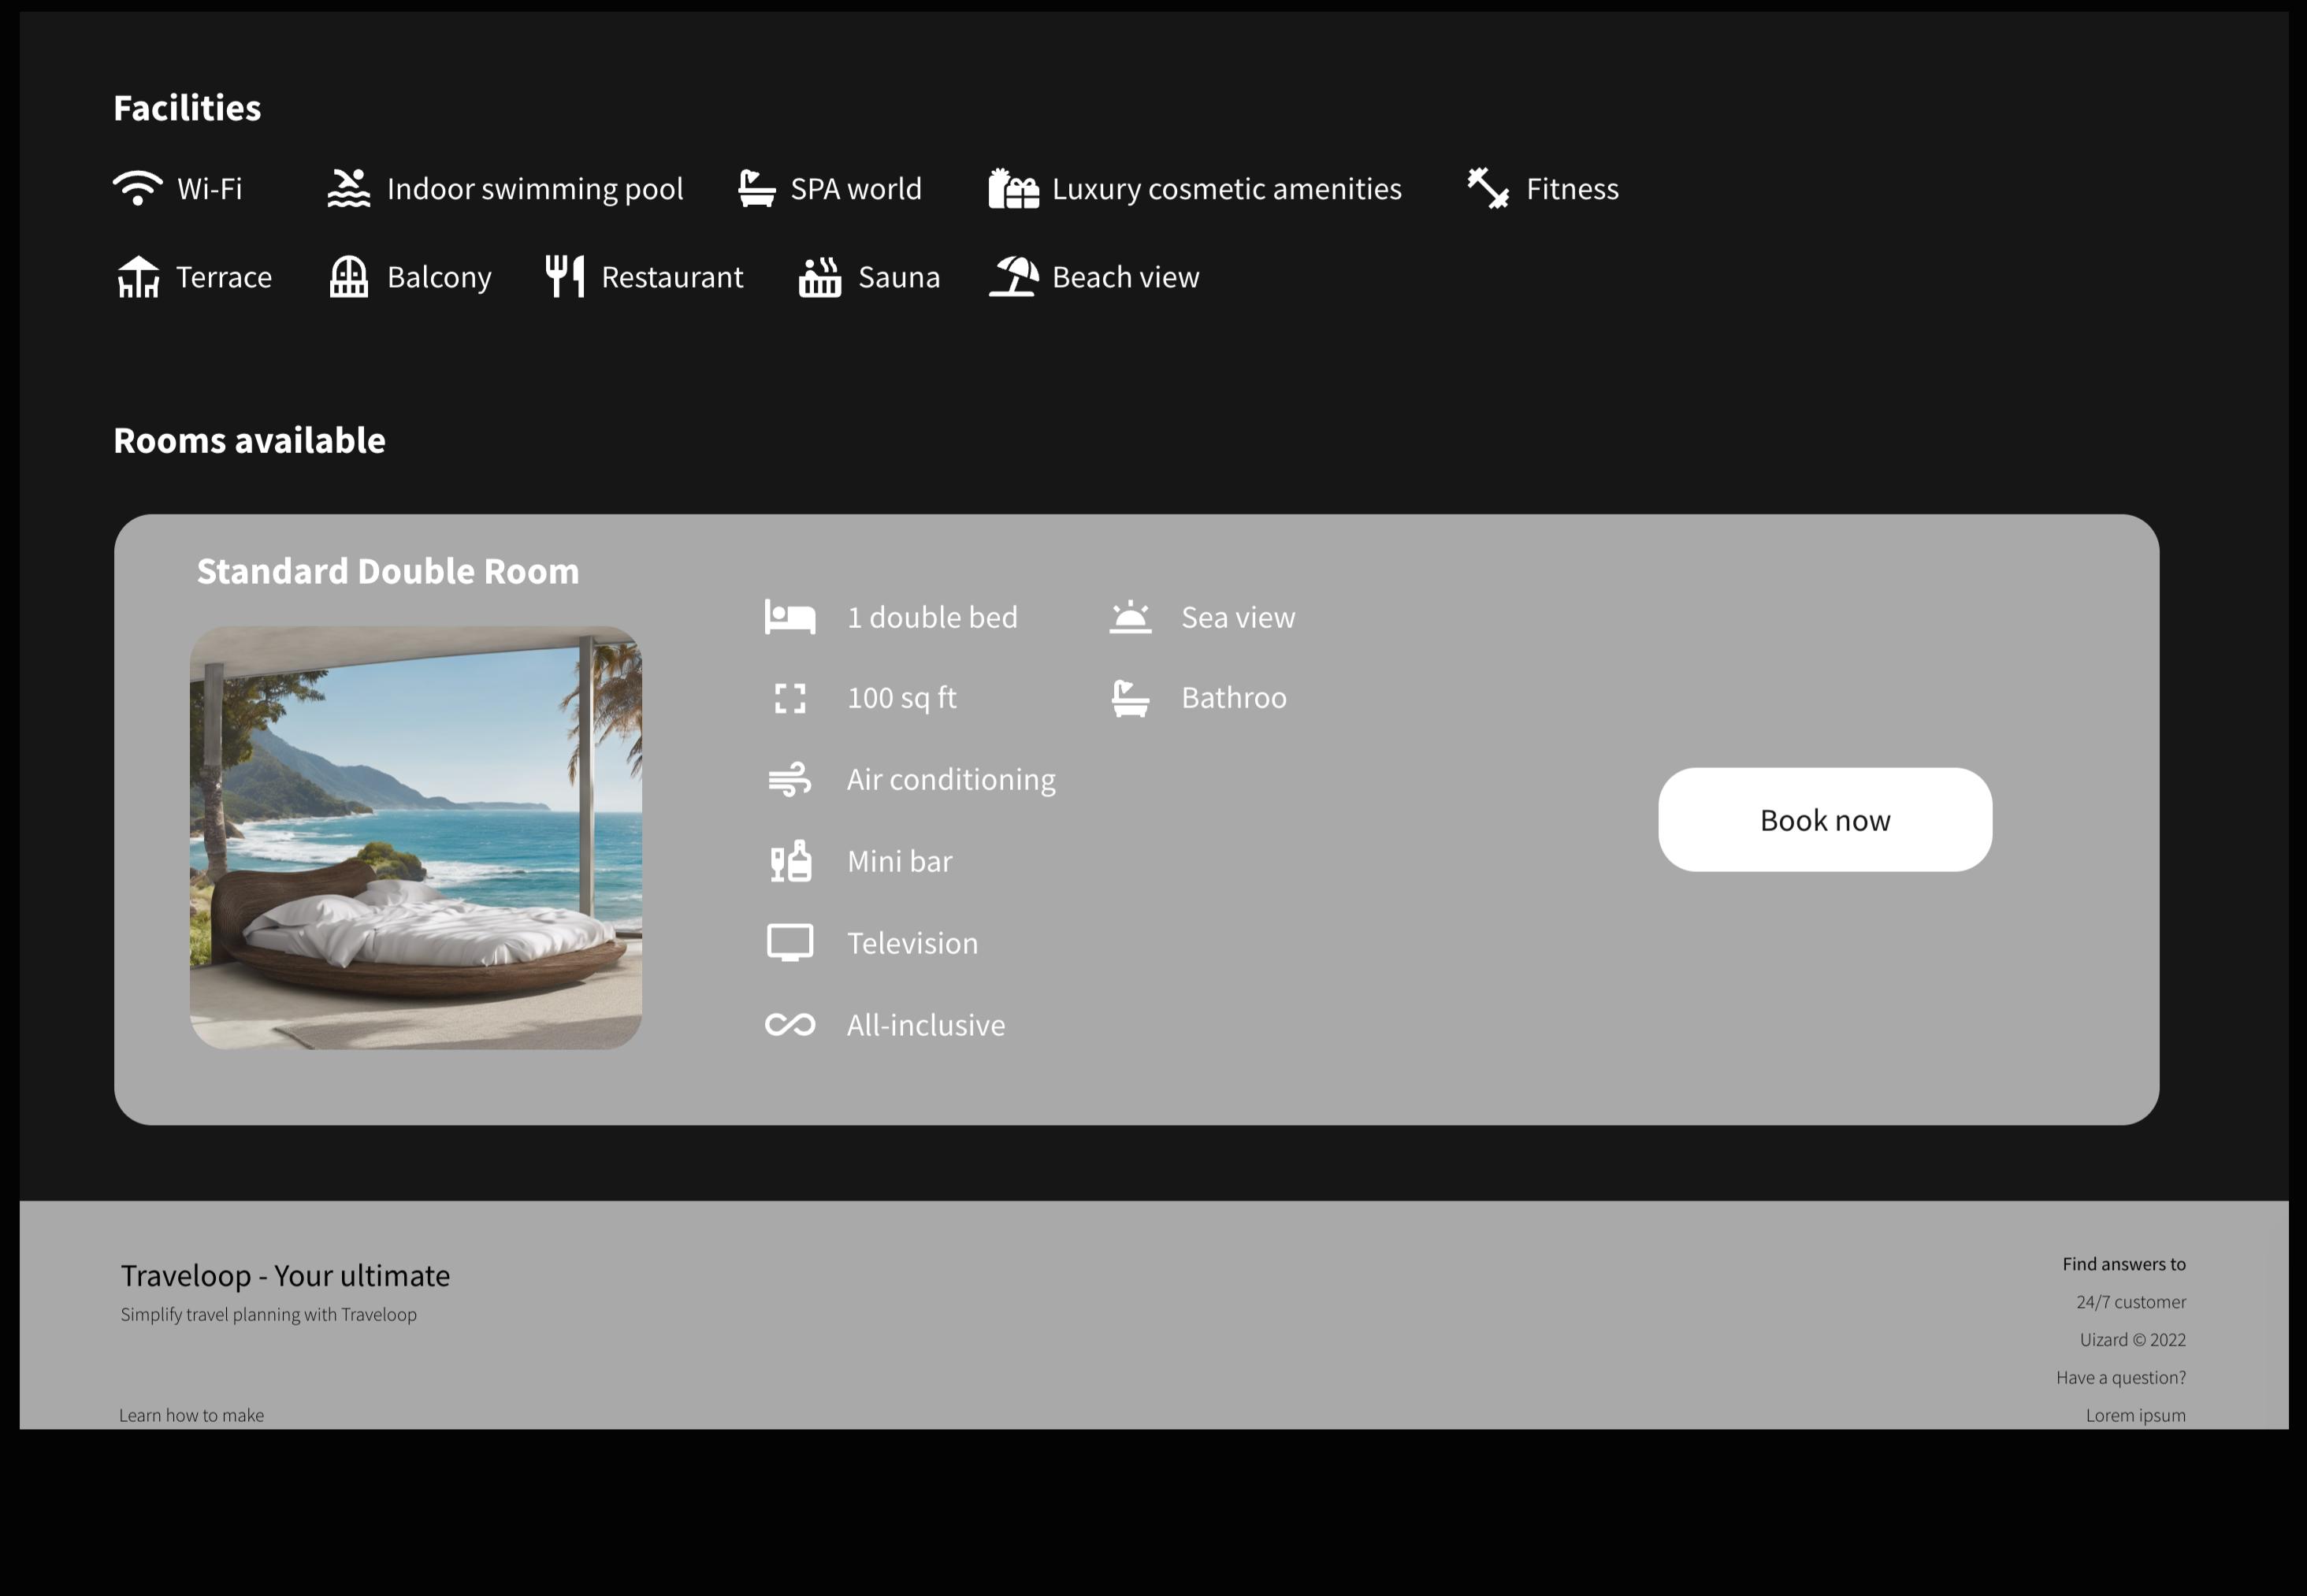 Facilities
Wi-Fi Indoor swimming pool SPA world Luxury cosmetic amenities Fitness
Terrace Balcony Restaurant Sauna Beach view
Rooms available
Standard Double Room
1 double bed Sea view
100 sq ft Bathroo
Air conditioning
Mini bar
Television
All-inclusive
Book now
Traveloop - Your ultimate
Simplify travel planning with Traveloop
Learn how to make
Find answers to
24/7 customer
Uizard © 2022
Have a question?
Lorem ipsum